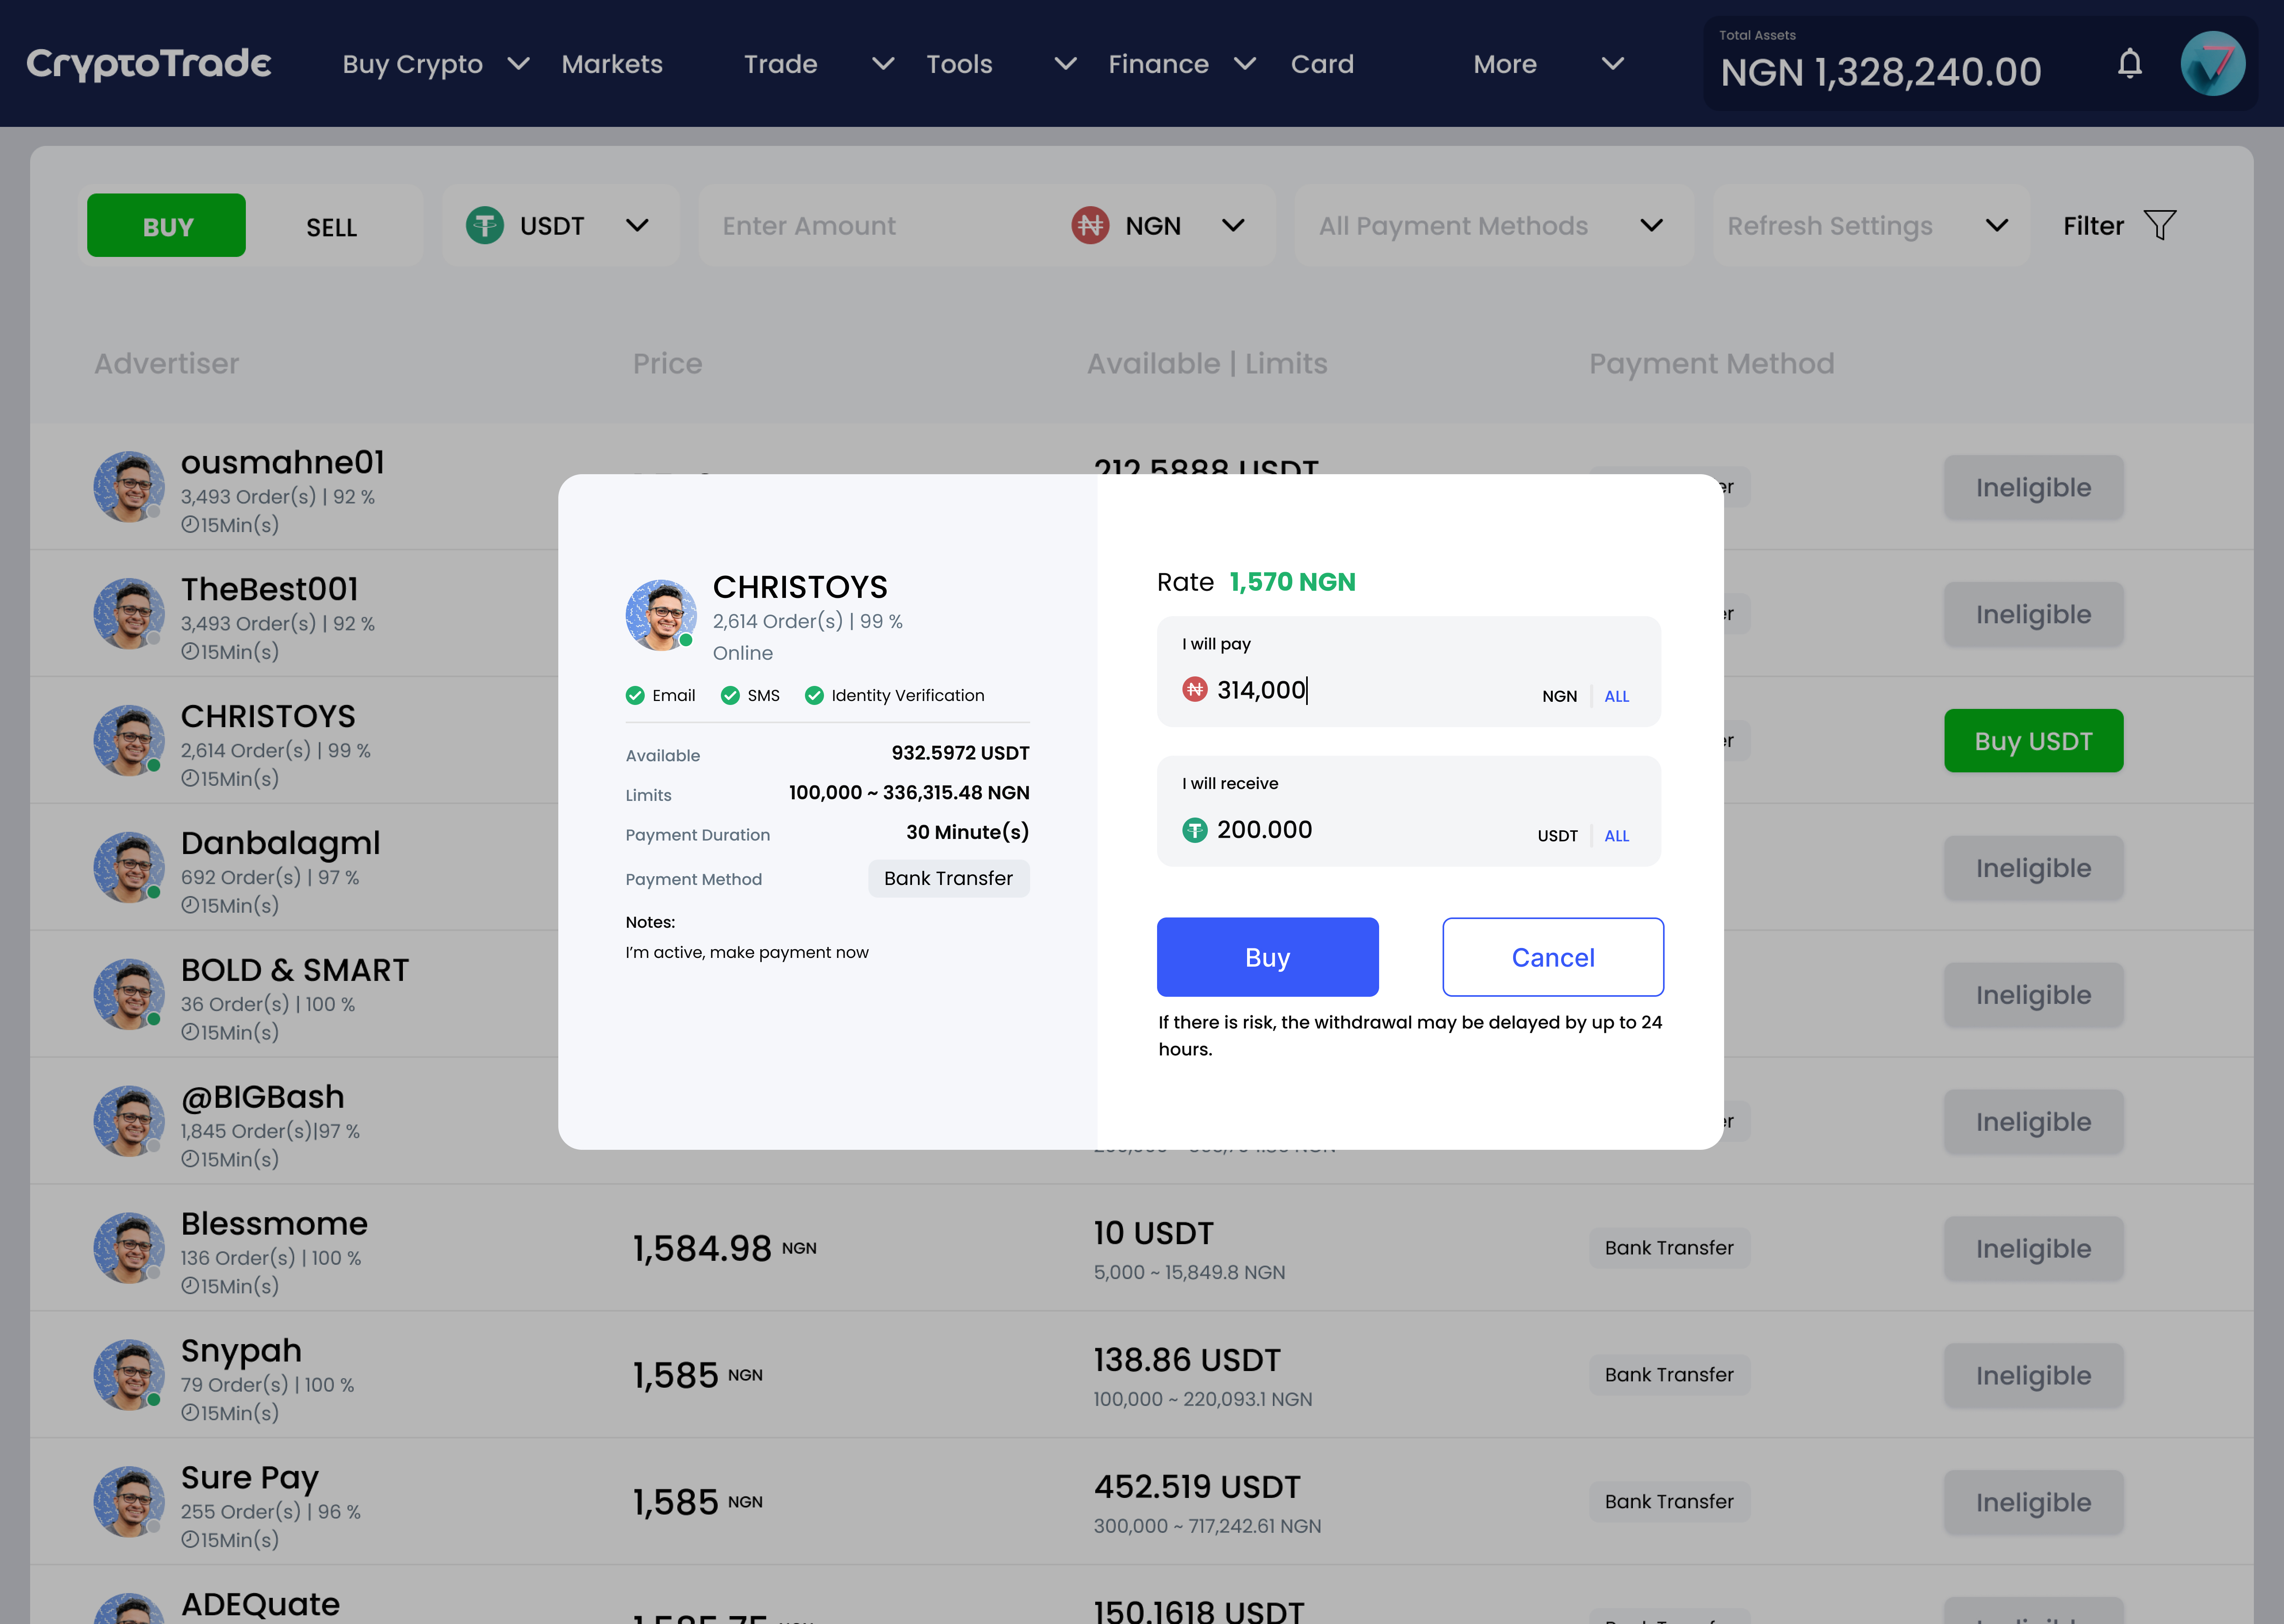 CryptoTrade
Buy Crypto
Markets
Trade
Tools
Finance
Card
More
Total Assets
NGN 1,328,240.00
BUY
SELL
USDT
Enter Amount
NGN
All Payment Methods
Refresh Settings
Filter
Advertiser
Price
Available | Limits
Payment Method
ousmahne01
3,493 Order(s) | 92 %
15Min(s)
212.5888 USDT
Ineligible
TheBest001
3,493 Order(s) | 92 %
15Min(s)
Ineligible
CHRISTOYS
2,614 Order(s) | 99 %
15Min(s)
Buy USDT
Danbalagml
692 Order(s) | 97 %
15Min(s)
Ineligible
BOLD & SMART
36 Order(s) | 100 %
15Min(s)
Ineligible
@BIGBash
1,845 Order(s)|97 %
15Min(s)
Ineligible
CHRISTOYS
2,614 Order(s) | 99 %
Online
Email
SMS
Identity Verification
Available
932.5972 USDT
Limits
100,000 ~ 336,315.48 NGN
Payment Duration
30 Minute(s)
Payment Method
Bank Transfer
Notes:
I'm active, make payment now
Rate 1,570 NGN
I will pay
314,000
NGN
ALL
I will receive
200.000
USDT
ALL
Buy
Cancel
If there is risk, the withdrawal may be delayed by up to 24
hours.
Blessmome
136 Order(s) | 100 %
15Min(s)
1,584.98 NGN
10 USDT
5,000 ~ 15,849.8 NGN
Bank Transfer
Ineligible
Snypah
79 Order(s) | 100 %
15Min(s)
1,585 NGN
138.86 USDT
100,000 ~ 220,093.1 NGN
Bank Transfer
Ineligible
Sure Pay
255 Order(s) | 96 %
15Min(s)
1,585 NGN
452.519 USDT
300,000 ~ 717,242.61 NGN
Bank Transfer
Ineligible
ADEQuate
1,585.75
150.1618 USDT